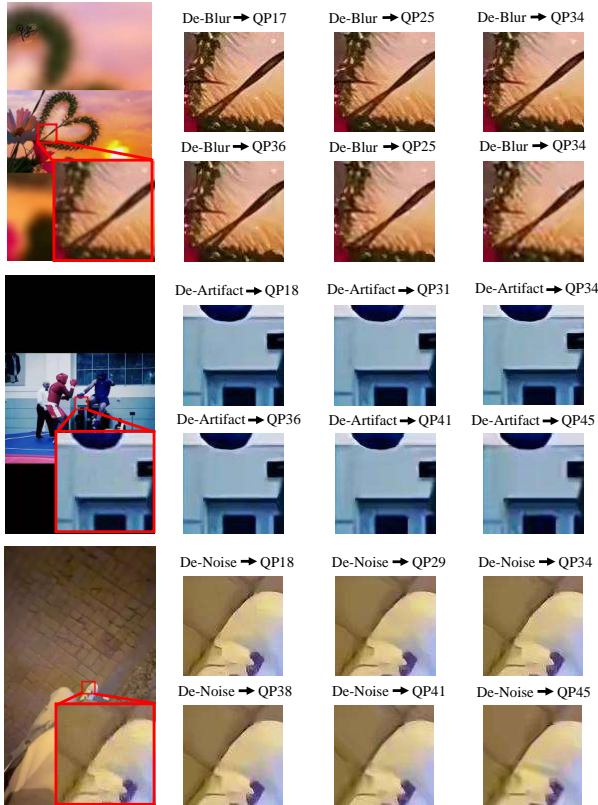 De-Blur → QP17 De-Blur → QP25 De-Blur → QP34
De-Blur → QP36 De-Blur → QP25 De-Blur → QP34
De-Artifact → QP18 De-Artifact → QP31 De-Artifact → QP34
De-Artifact → QP36 De-Artifact → QP41 De-Artifact → QP45
De-Noise → QP18 De-Noise → QP29 De-Noise → QP34
De-Noise → QP38 De-Noise → QP41 De-Noise → QP45